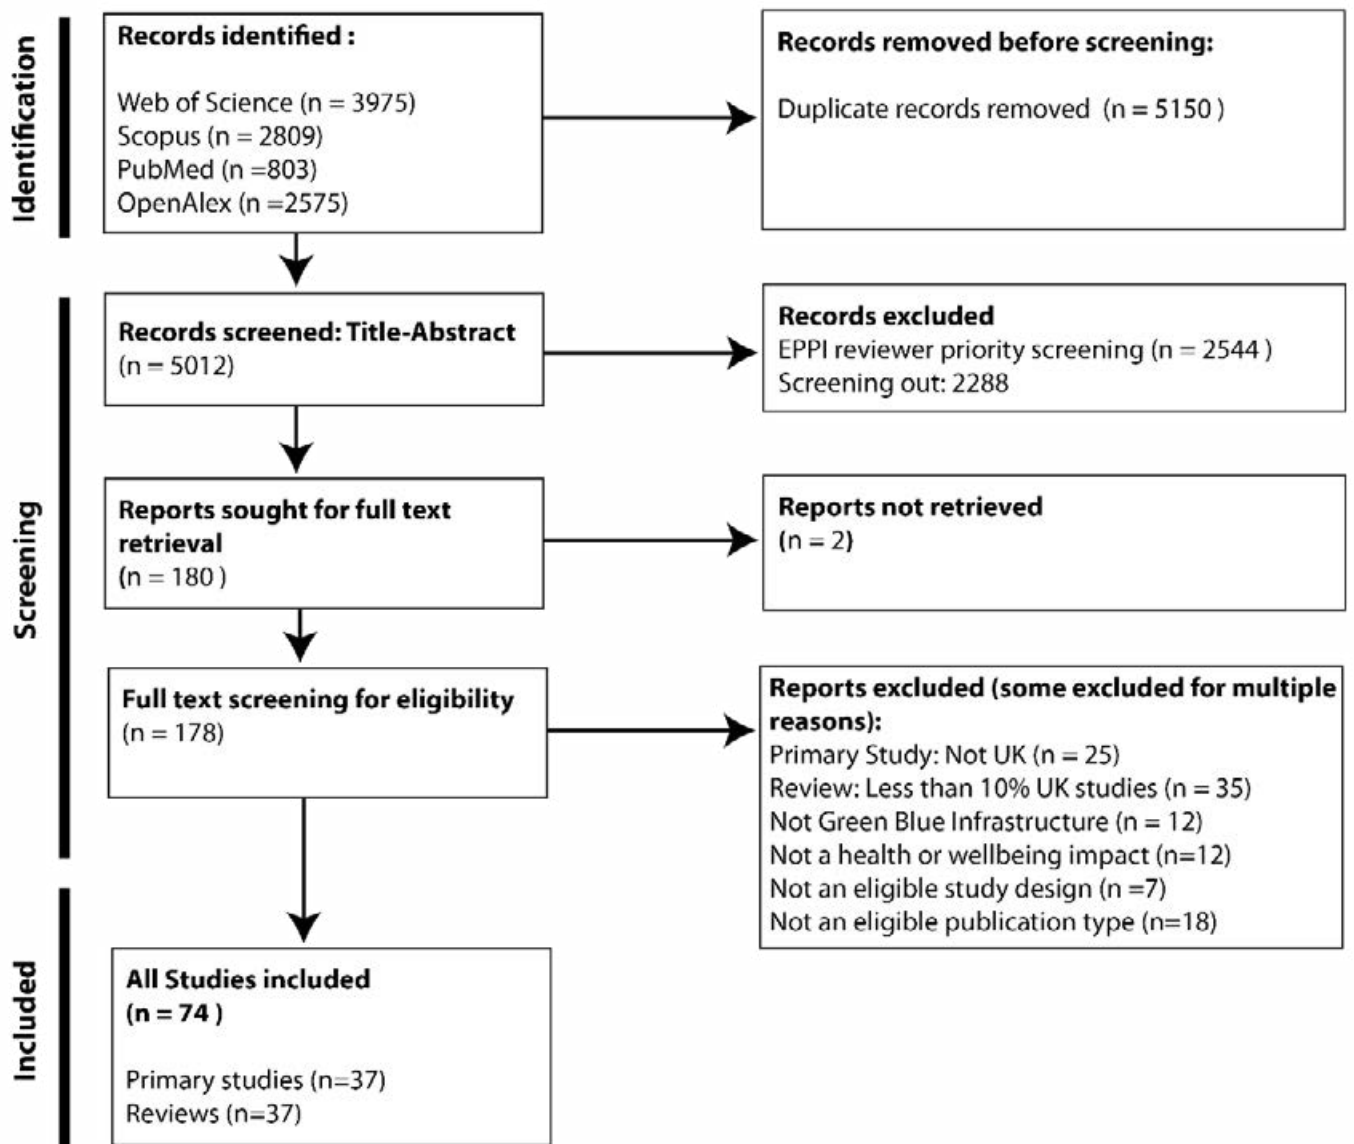 Identification
Records identified :
Web of Science (n = 3975)
Scopus (n = 2809)
PubMed (n =803)
OpenAlex (n =2575)
Records removed before screening:
Duplicate records removed (n = 5150 )
Screening
Records screened: Title-Abstract
(n = 5012)
Records excluded
EPPI reviewer priority screening (n = 2544 )
Screening out: 2288
Reports sought for full text
retrieval
(n = 180 )
Reports not retrieved
(n = 2)
Full text screening for eligibility
(n = 178)
Reports excluded (some excluded for multiple
reasons):
Primary Study: Not UK (n = 25)
Review: Less than 10% UK studies (n = 35)
Not Green Blue Infrastructure (n = 12)
Not a health or wellbeing impact (n=12)
Not an eligible study design (n =7)
Not an eligible publication type (n=18)
Included
All Studies included
(n = 74 )
Primary studies (n=37)
Reviews (n=37)